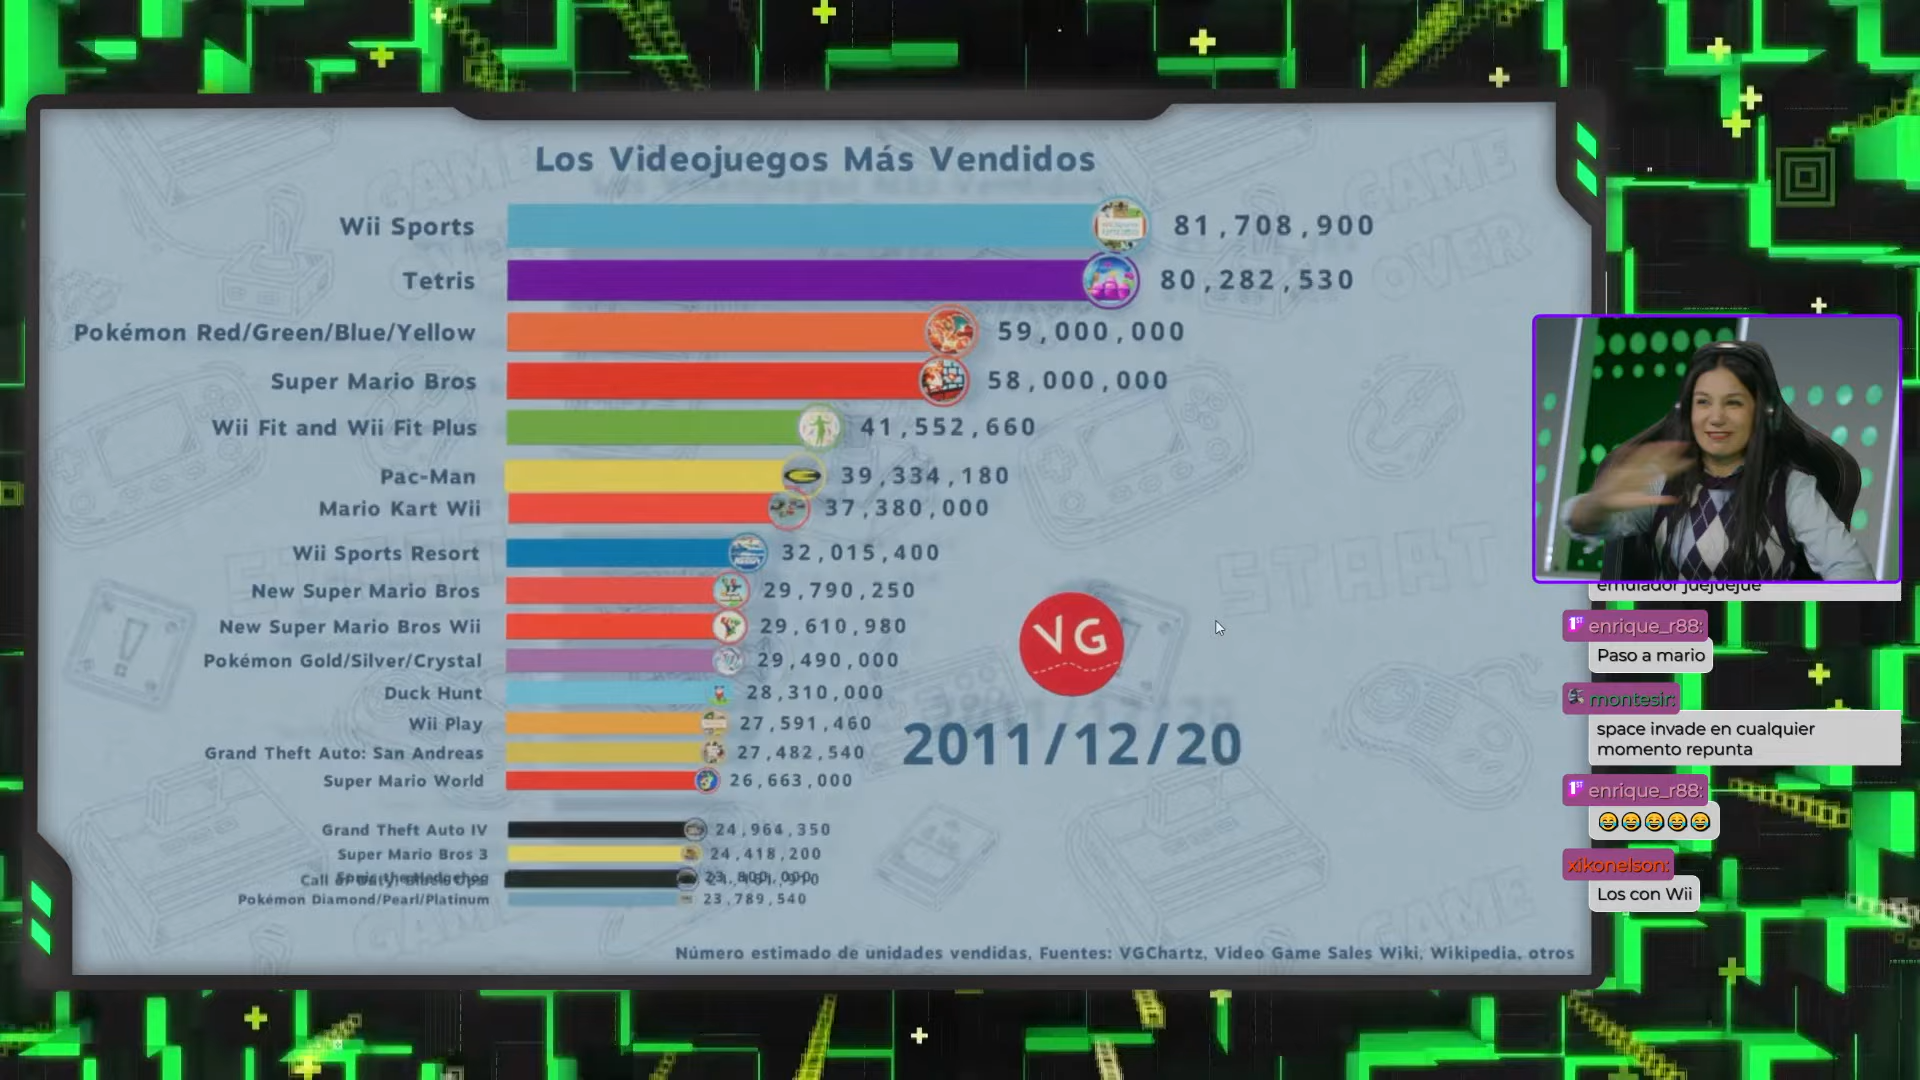 Los Videojuegos Más Vendidos
Wii Sports 81,708,900
Tetris 80,282,530
Pokémon Red/Green/Blue/Yellow 59,000,000
Super Mario Bros 58,000,000
Wii Fit and Wii Fit Plus 41,552,660
Pac-Man 39,334,180
Mario Kart Wii 37,380,000
Wii Sports Resort 32,015,400
New Super Mario Bros 29,790,250
New Super Mario Bros Wii 29,610,980
Pokémon Gold/Silver/Crystal 29,490,000
Duck Hunt 28,310,000
Wii Play 27,591,460
Grand Theft Auto: San Andreas 27,482,540
Super Mario World 26,663,000
Grand Theft Auto IV 24,964,350
Super Mario Bros 3 24,418,200
Pokémon Diamond/Pearl/Platinum 23,789,540
VG
2011/12/20
Número estimado de unidades vendidas, Fuentes: VGChartz, Video Game Sales Wiki, Wikipedia, otros
GAME
OVER
START
GAME
emulador juejuejue
1ST enrique_r88:
Paso a mario
montesir:
space invade en cualquier
momento repunta
1ST enrique_r88:
😂😂😂😂😂
xikonelson:
Los con Wii